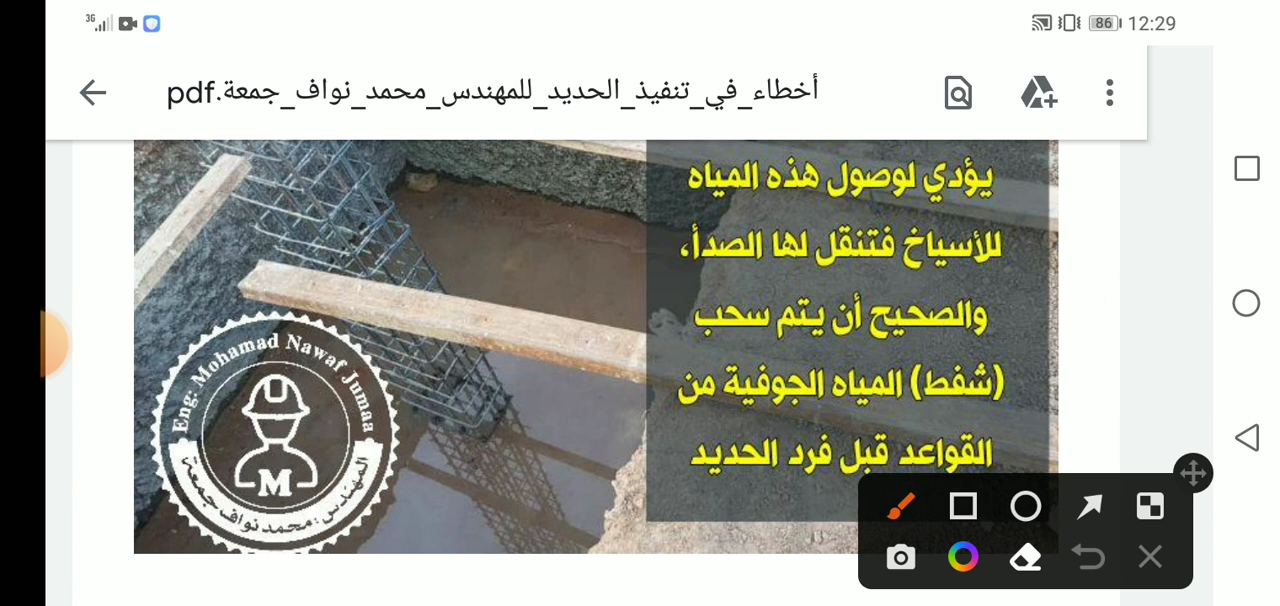 3G
86
12:29
أخطاء_في_تنفيذ_الحديد_للمهندس_محمد_نواف_جمعة.pdf
يؤدي لوصول هذه المياه
للأسياخ فتنقل لها الصدأ،
والصحيح أن يتم سحب
(شفط) المياه الجوفية من
القواعد قبل فرد الحديد
Eng: Mohamad Nawaf Jumaa
M
المهندس: محمد نواف جمعة